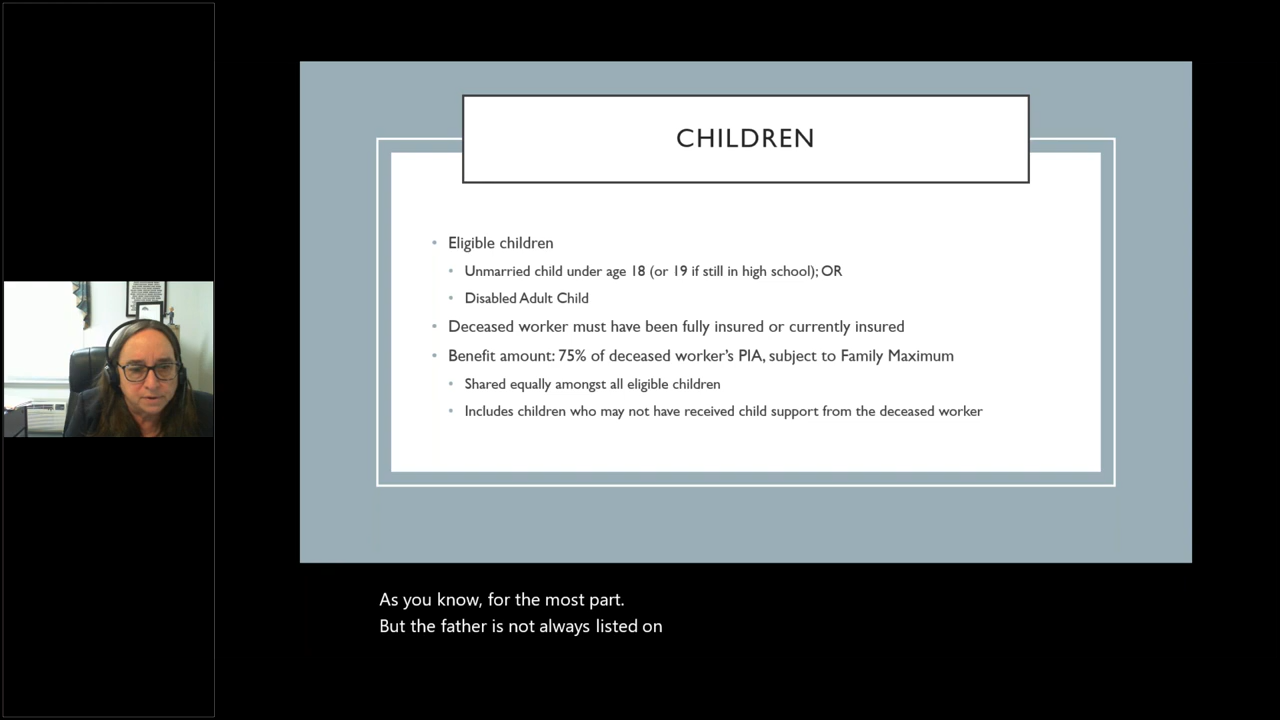 CHILDREN
• Eligible children
• Unmarried child under age 18 (or 19 if still in high school); OR
• Disabled Adult Child
• Deceased worker must have been fully insured or currently insured
• Benefit amount: 75% of deceased worker's PIA, subject to Family Maximum
• Shared equally amongst all eligible children
• Includes children who may not have received child support from the deceased worker
As you know, for the most part.
But the father is not always listed on